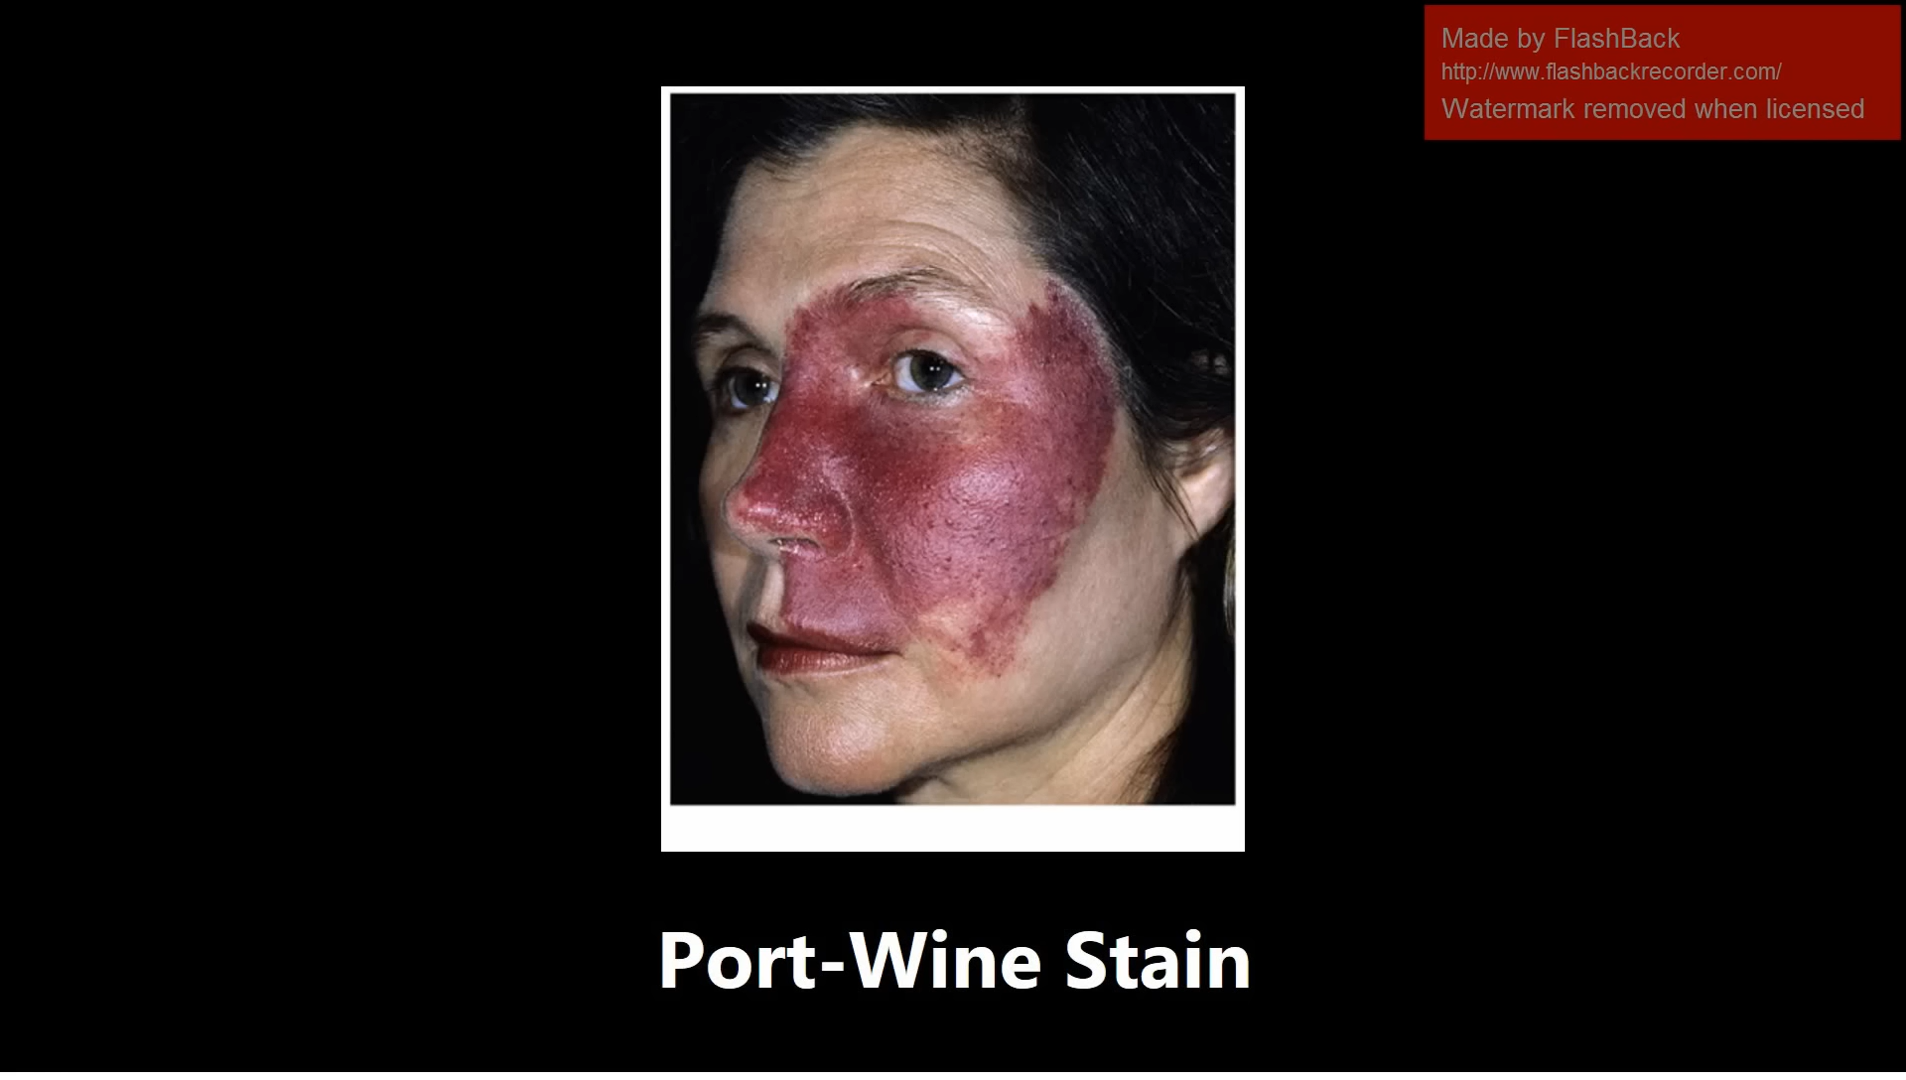 Made by FlashBack
http://www.flashbackrecorder.com/
Watermark removed when licensed
Port-Wine Stain